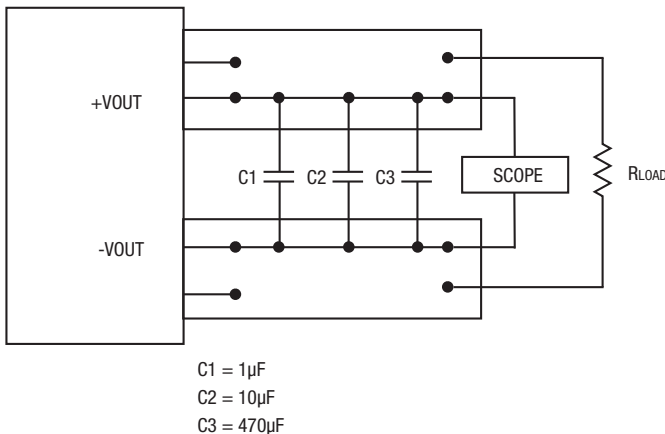 +VOUT
C1
C2
C3
SCOPE
RLOAD
-VOUT
C1 = 1µF
C2 = 10µF
C3 = 470µF